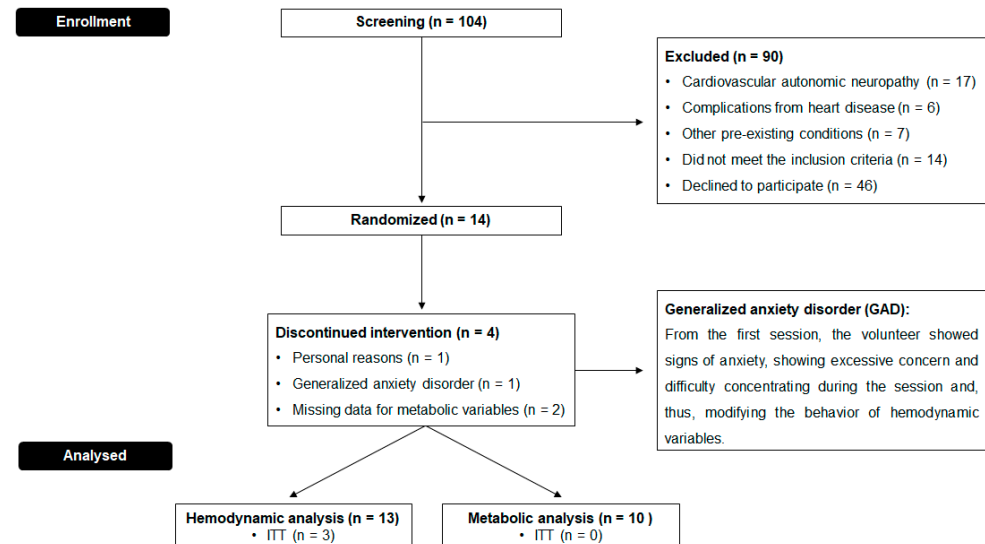 Enrollment
Screening (n = 104)
Excluded (n = 90)
• Cardiovascular autonomic neuropathy (n = 17)
• Complications from heart disease (n = 6)
• Other pre-existing conditions (n = 7)
• Did not meet the inclusion criteria (n = 14)
• Declined to participate (n = 46)
Randomized (n = 14)
Discontinued intervention (n = 4)
• Personal reasons (n = 1)
• Generalized anxiety disorder (n = 1)
• Missing data for metabolic variables (n = 2)
Generalized anxiety disorder (GAD):
From the first session, the volunteer showed
signs of anxiety, showing excessive concern and
difficulty concentrating during the session and,
thus, modifying the behavior of hemodynamic
variables.
Analysed
Hemodynamic analysis (n = 13)
• ITT (n = 3)
Metabolic analysis (n = 10 )
• ITT (n = 0)